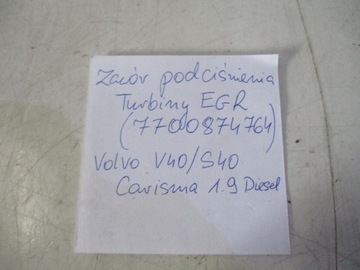 Zawór podciśnienia
Turbiny EGR
(7700874764)
Volvo V40/S40
Carisma 1.9 Diesel